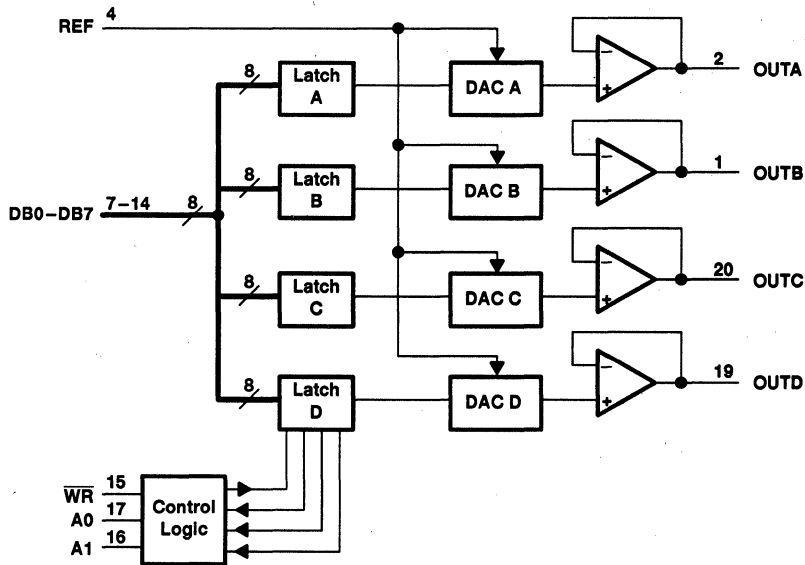 REF 4
8 Latch A
DAC A
− +
2 OUTA
8 Latch B
DAC B
− +
1 OUTB
DB0–DB7 7–14 8
8 Latch C
DAC C
− +
20 OUTC
8 Latch D
DAC D
− +
19 OUTD
WR 15
A0 17
A1 16
Control
Logic